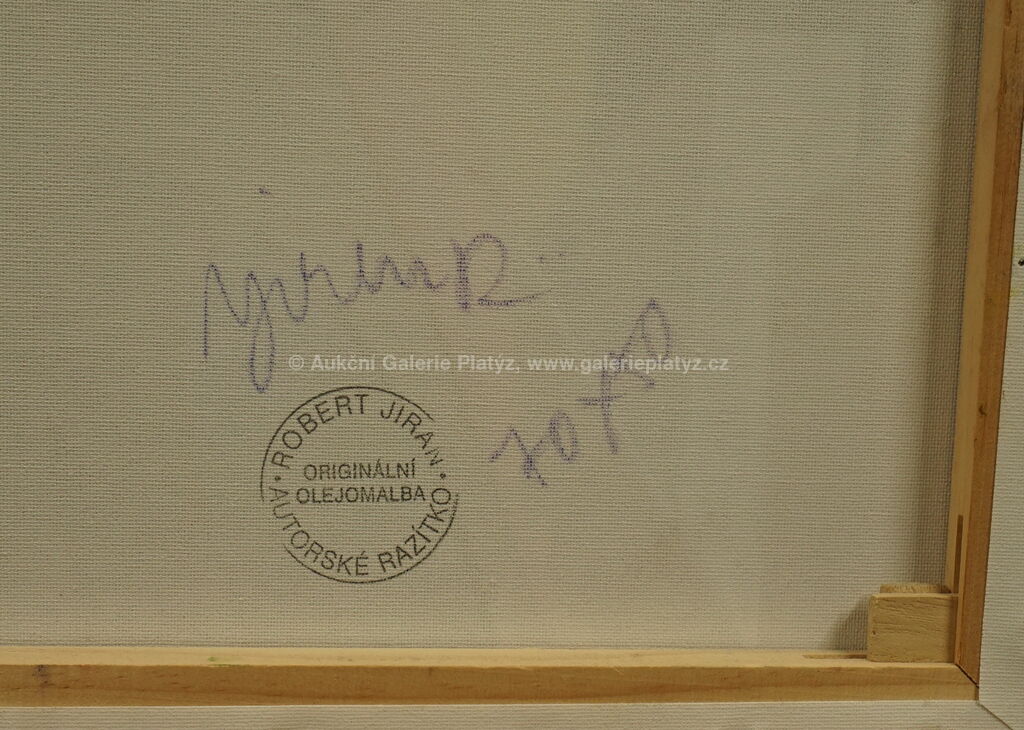 © Aukční Galerie Platýz, www.galerieplatyz.cz
ROBERT JIRAN
ORIGINÁLNÍ
OLEJOMALBA
AUTORSKÉ RAZÍTKO